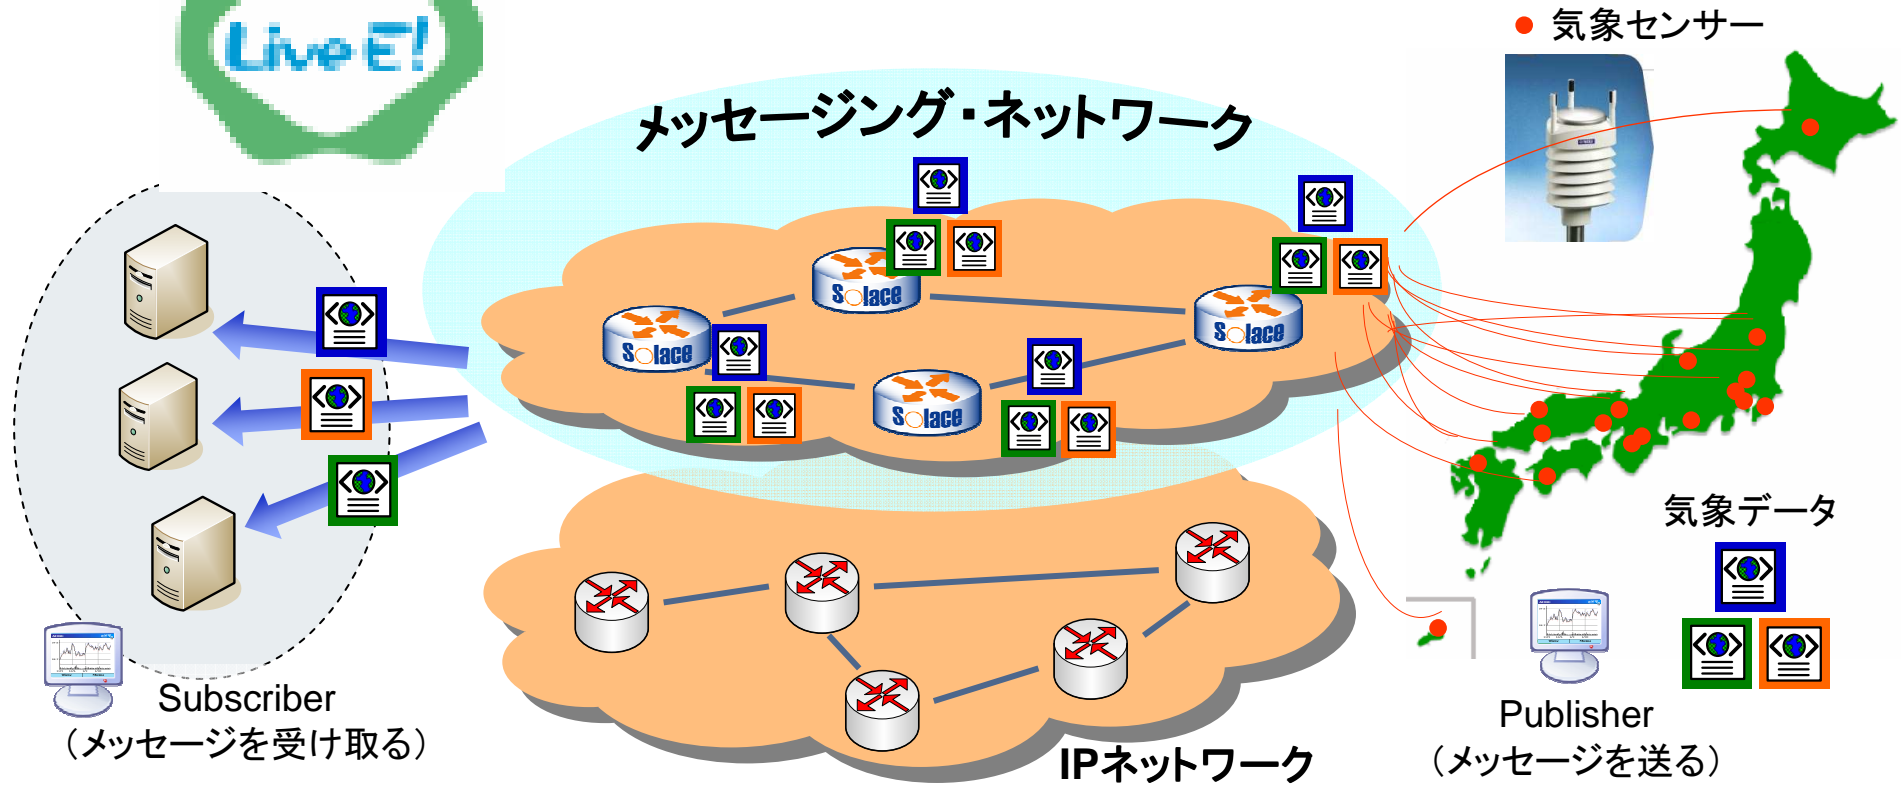 Live E!
● 気象センサー
メッセージング・ネットワーク
Solace
Solace
Solace
Solace
気象データ
Subscriber
（メッセージを受け取る）
Publisher
（メッセージを送る）
IPネットワーク